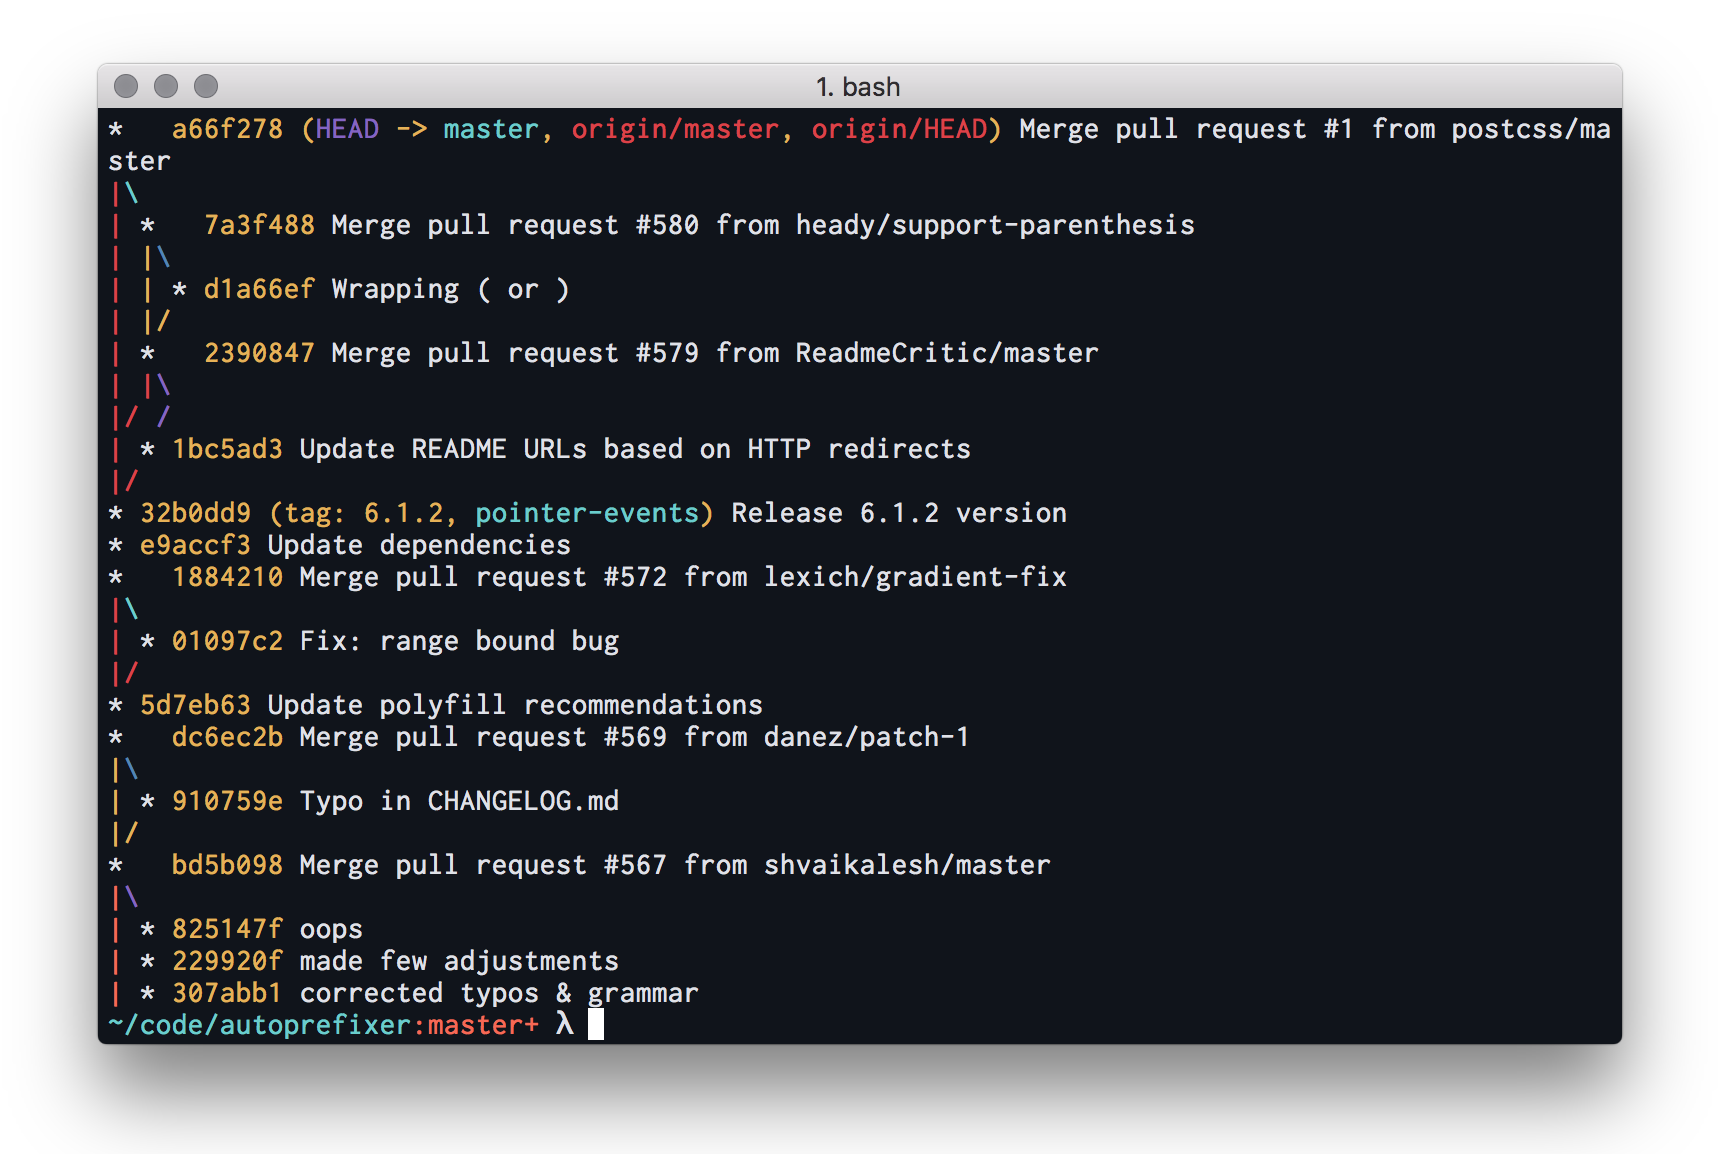 1. bash
*   a66f278 (HEAD -> master, origin/master, origin/HEAD) Merge pull request #1 from postcss/ma
ster
|\
| *   7a3f488 Merge pull request #580 from heady/support-parenthesis
| |\
| | * d1a66ef Wrapping ( or )
| |/
| *   2390847 Merge pull request #579 from ReadmeCritic/master
| |\
|/ /
| * 1bc5ad3 Update README URLs based on HTTP redirects
|/
* 32b0dd9 (tag: 6.1.2, pointer-events) Release 6.1.2 version
* e9accf3 Update dependencies
*   1884210 Merge pull request #572 from lexich/gradient-fix
|\
| * 01097c2 Fix: range bound bug
|/
* 5d7eb63 Update polyfill recommendations
*   dc6ec2b Merge pull request #569 from danez/patch-1
|\
| * 910759e Typo in CHANGELOG.md
|/
*   bd5b098 Merge pull request #567 from shvaikalesh/master
|\
| * 825147f oops
| * 229920f made few adjustments
| * 307abb1 corrected typos & grammar
~/code/autoprefixer:master+ λ